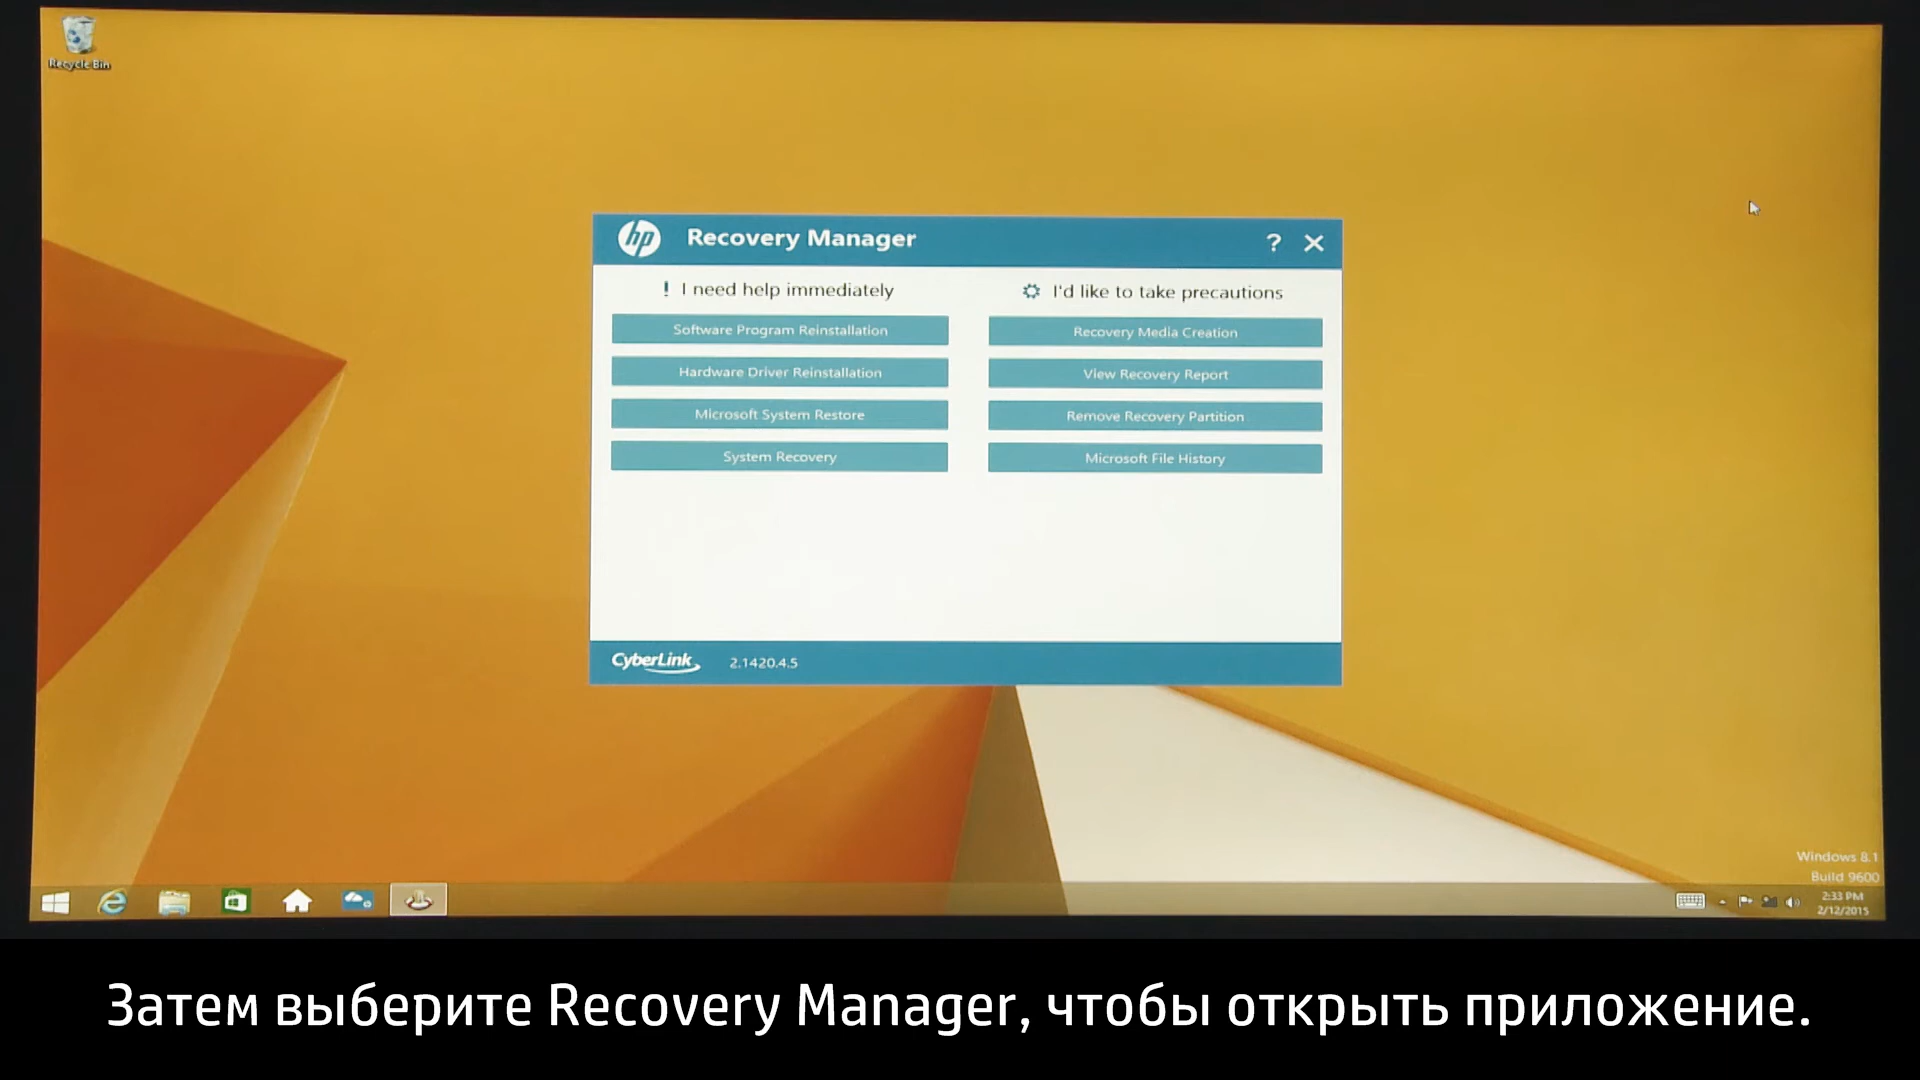 Recycle Bin
hp
Recovery Manager
? X
! I need help immediately
I'd like to take precautions
Software Program Reinstallation
Recovery Media Creation
Hardware Driver Reinstallation
View Recovery Report
Microsoft System Restore
Remove Recovery Partition
System Recovery
Microsoft File History
CyberLink
2.1420.4.5
Windows 8.1
Build 9600
2:33 PM
2/12/2015
Затем выберите Recovery Manager, чтобы открыть приложение.